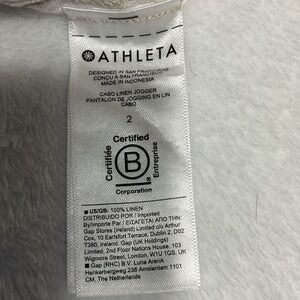 ATHLETA
DESIGNED IN SAN FRANCISCO
CONÇU À SAN FRANCISCO
MADE IN INDONESIA
CABO LINEN JOGGER
PANTALON DE JOGGING EN LIN
CABO
2
Certified
Certifiée
B
Entreprise
Corporation
US/GB: 100% LINEN
DISTRIBUIDO POR / Imported
By/Importe Par / ΕΙΣΑΓΕΤΑΙ ΑΠΟ ΤΗΝ:
Gap Stores (Ireland) Limited c/o Arthur
Cox, 10 Earlsfort Terrace, Dublin 2, D02
T380, Ireland, Gap (UK Holdings)
Limited, 2nd Floor Nations House, 103
Wigmore Street, London, W1U 1QS, UK
Gap (RHC) B.V. Luna ArenA
Herikerbergweg 238 Amsterdam 1101
CM, The Netherlands